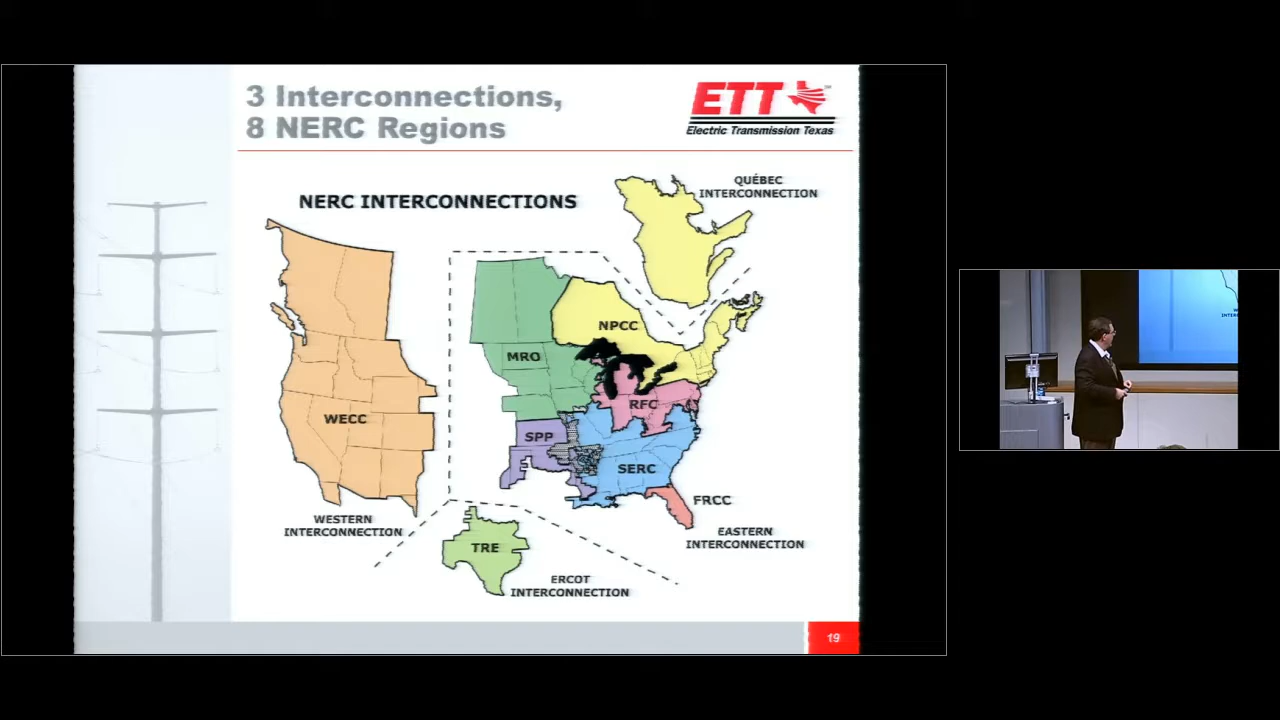 3 Interconnections,
8 NERC Regions
ETT
Electric Transmission Texas
NERC INTERCONNECTIONS
QUÉBEC
INTERCONNECTION
NPCC
MRO
RFC
WECC
SPP
SERC
FRCC
WESTERN
INTERCONNECTION
EASTERN
INTERCONNECTION
TRE
ERCOT
INTERCONNECTION
19